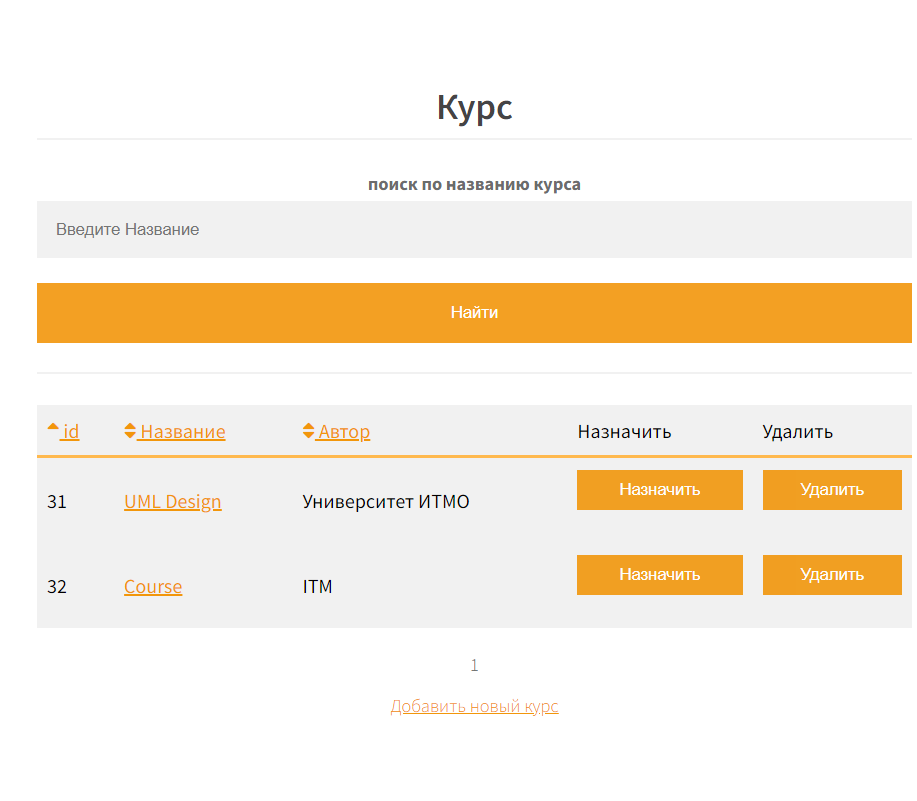 Курс
поиск по названию курса
Введите Название
Найти
id Название Автор Назначить Удалить
31 UML Design Университет ИТМО Назначить Удалить
32 Course ITM Назначить Удалить
1
Добавить новый курс